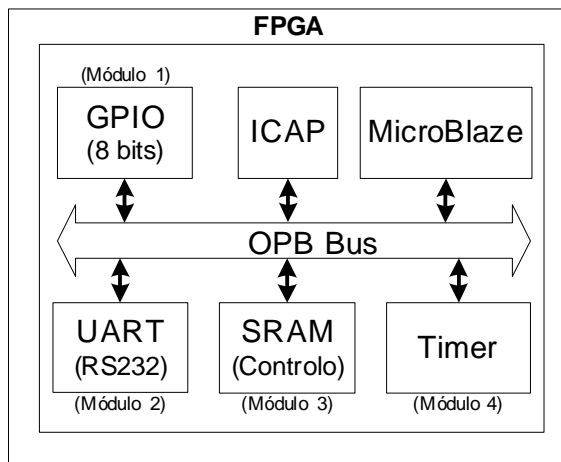 FPGA
(Módulo 1)
GPIO
(8 bits)
ICAP
MicroBlaze
OPB Bus
UART
(RS232)
SRAM
(Controlo)
Timer
(Módulo 2)
(Módulo 3)
(Módulo 4)